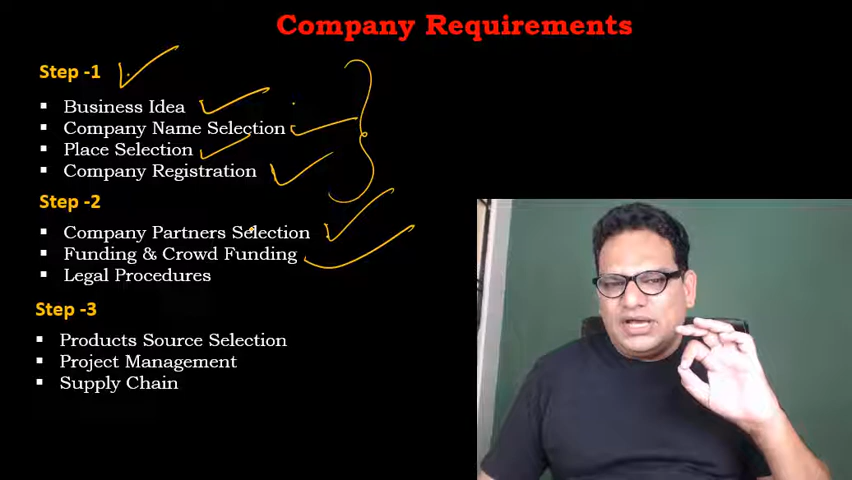 Company Requirements
Step -1
▪ Business Idea
▪ Company Name Selection
▪ Place Selection
▪ Company Registration
Step -2
▪ Company Partners Selection
▪ Funding & Crowd Funding
▪ Legal Procedures
Step -3
▪ Products Source Selection
▪ Project Management
▪ Supply Chain